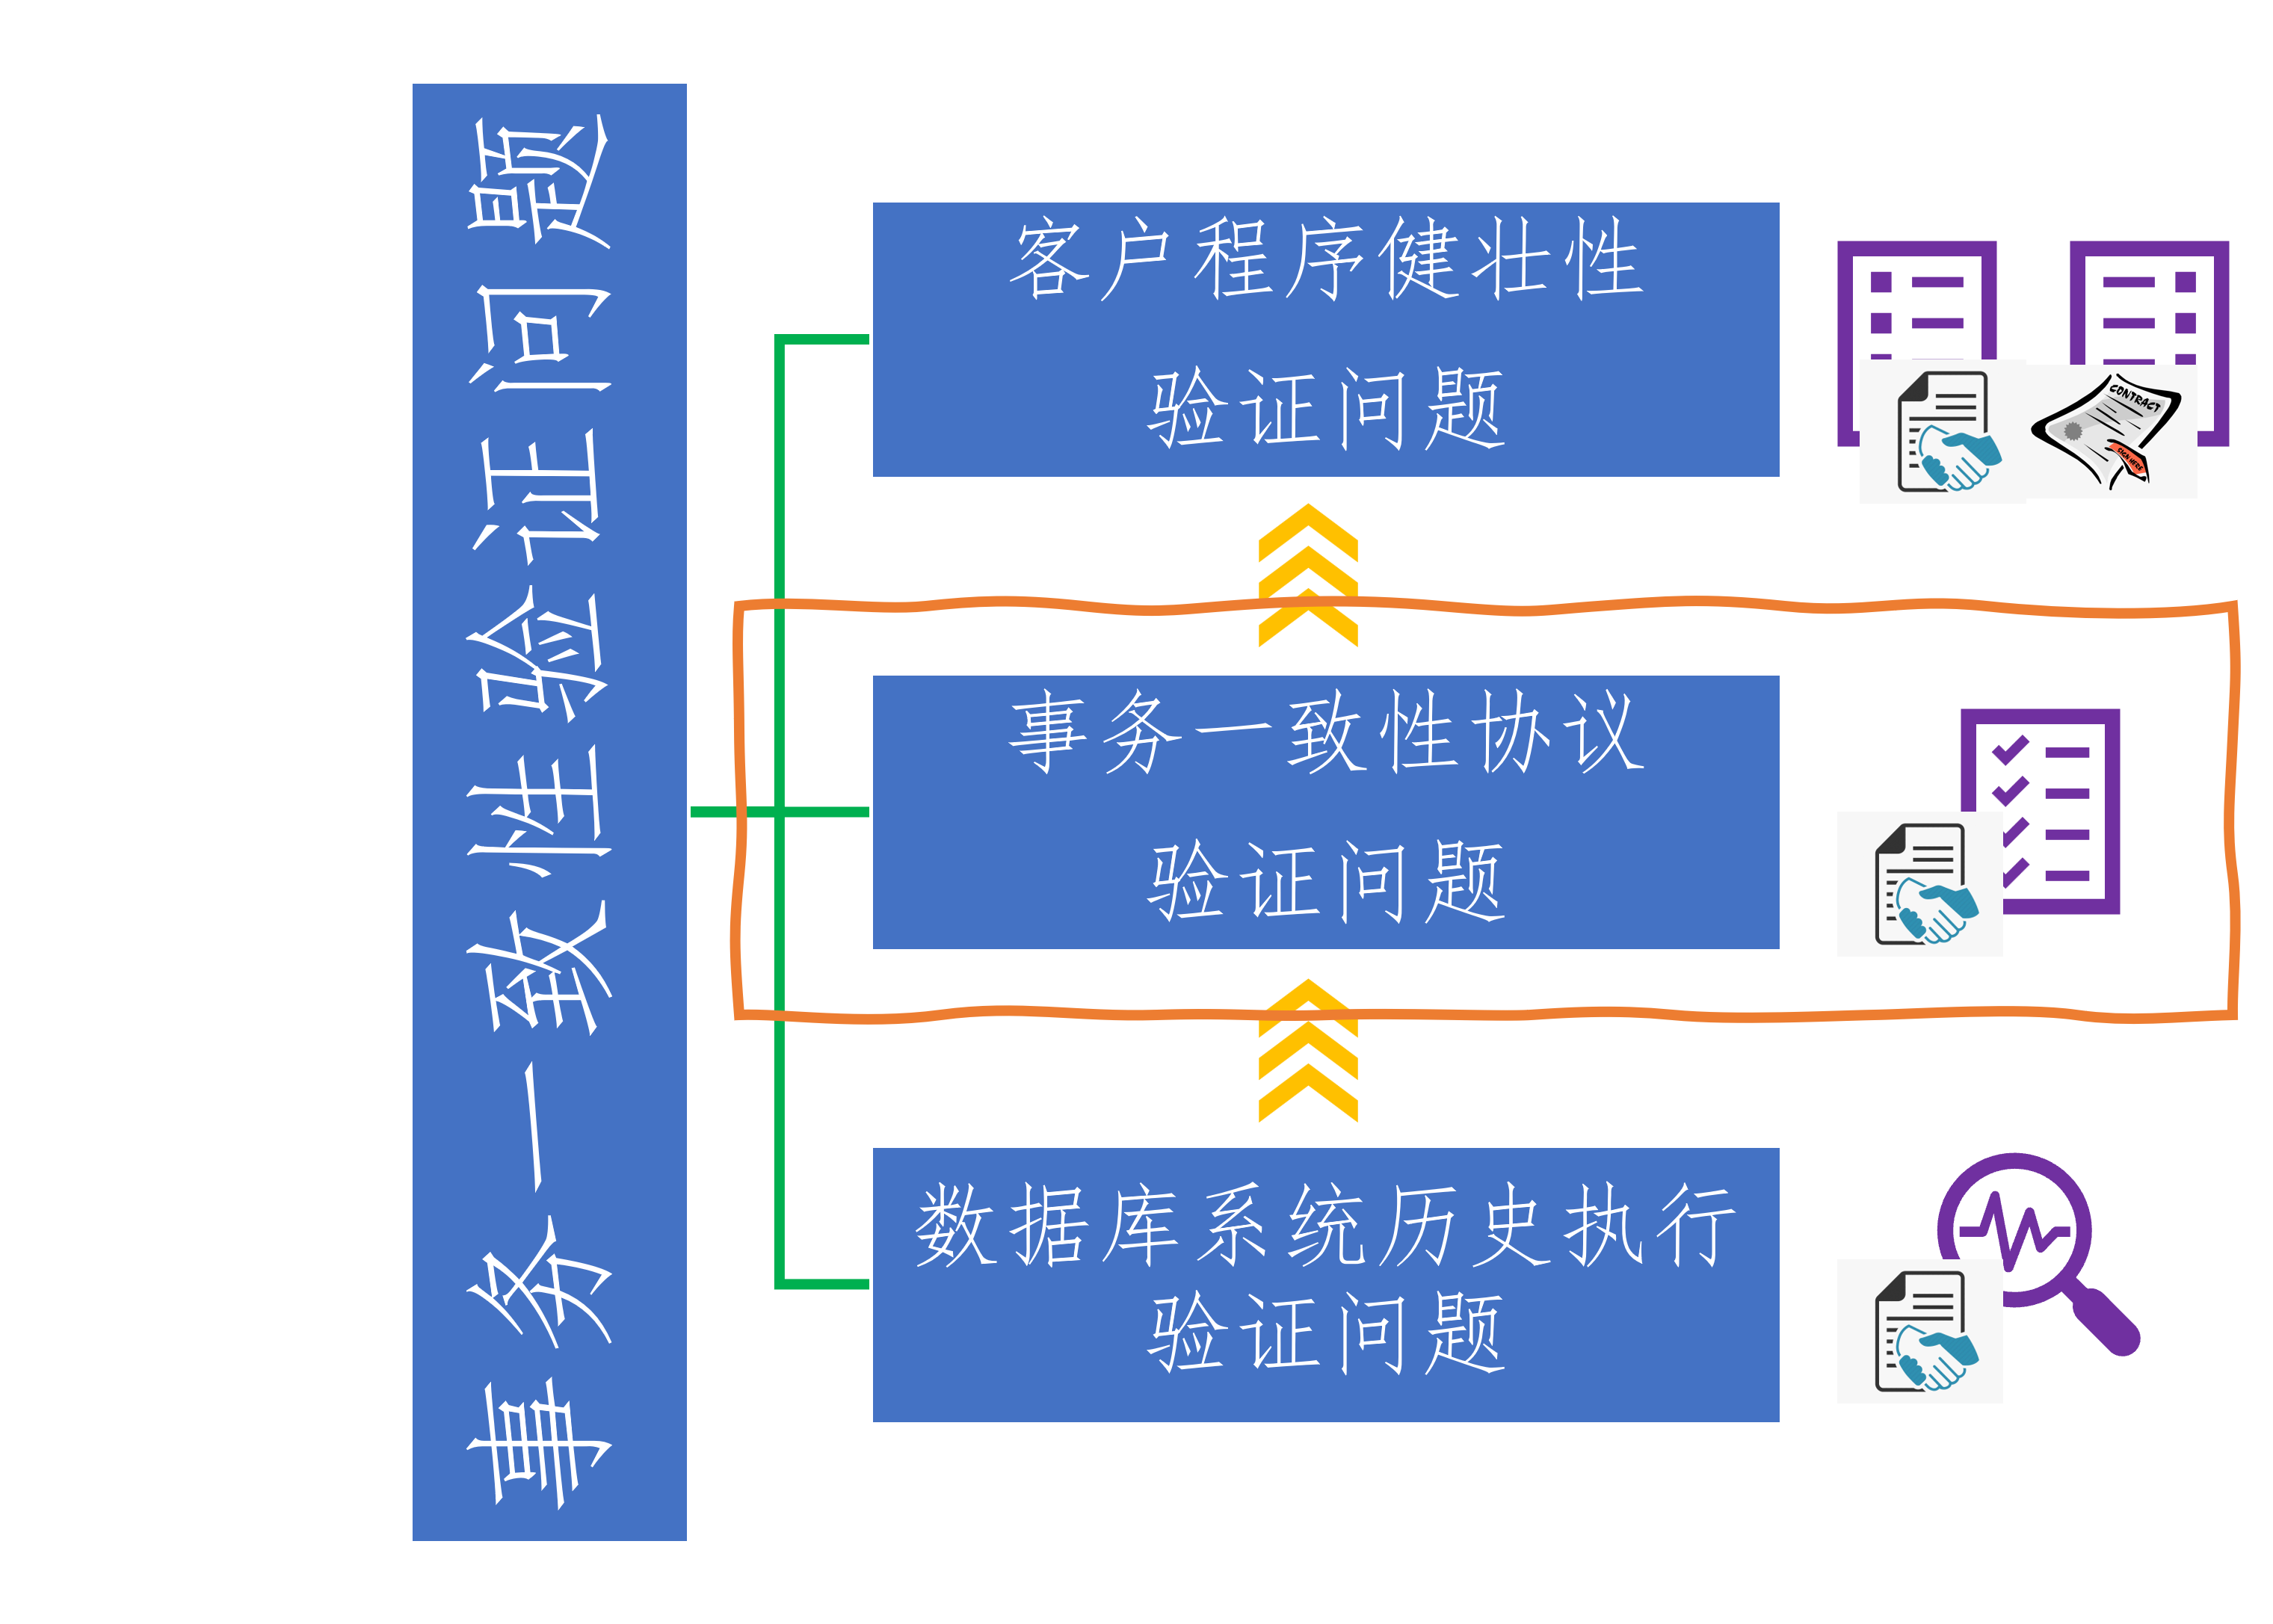 事务一致性验证问题
客户程序健壮性
验证问题
CONTRACT
SIGN HERE
事务一致性协议
验证问题
数据库系统历史执行
验证问题